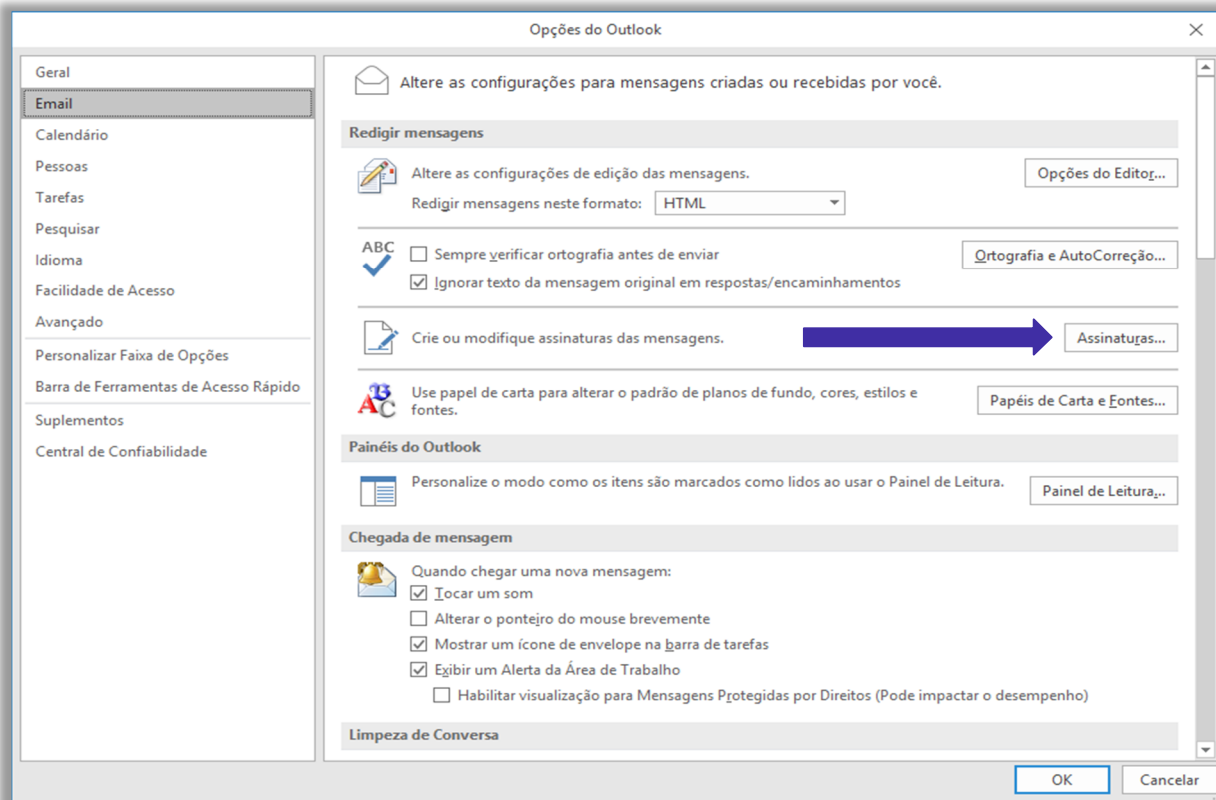 Opções do Outlook
Geral
Email
Calendário
Pessoas
Tarefas
Pesquisar
Idioma
Facilidade de Acesso
Avançado
Personalizar Faixa de Opções
Barra de Ferramentas de Acesso Rápido
Suplementos
Central de Confiabilidade
Altere as configurações para mensagens criadas ou recebidas por você.
Redigir mensagens
Altere as configurações de edição das mensagens.
Opções do Editor...
Redigir mensagens neste formato:
HTML
ABC
Sempre verificar ortografia antes de enviar
Ortografia e AutoCorreção...
Ignorar texto da mensagem original em respostas/encaminhamentos
Crie ou modifique assinaturas das mensagens.
Assinaturas...
ABC
Use papel de carta para alterar o padrão de planos de fundo, cores, estilos e
fontes.
Papéis de Carta e Fontes...
Painéis do Outlook
Personalize o modo como os itens são marcados como lidos ao usar o Painel de Leitura.
Painel de Leitura...
Chegada de mensagem
Quando chegar uma nova mensagem:
Tocar um som
Alterar o ponteiro do mouse brevemente
Mostrar um ícone de envelope na barra de tarefas
Exibir um Alerta da Área de Trabalho
Habilitar visualização para Mensagens Protegidas por Direitos (Pode impactar o desempenho)
Limpeza de Conversa
OK
Cancelar